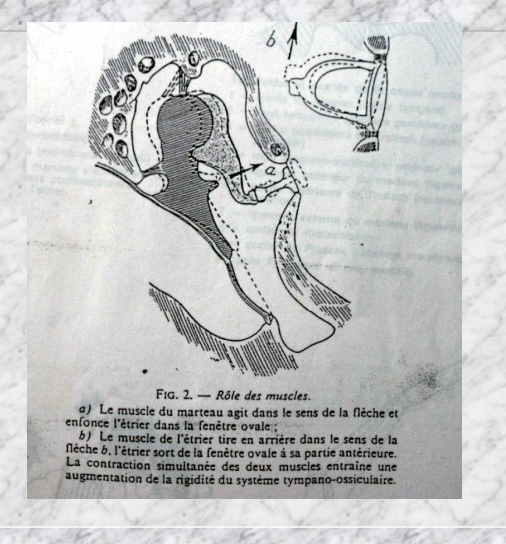 b
a
FIG. 2. — Rôle des muscles.
a) Le muscle du marteau agit dans le sens de la flèche et
enfonce l'étrier dans la fenêtre ovale ;
b) Le muscle de l'étrier tire en arrière dans le sens de la
flèche b, l'étrier sort de la fenêtre ovale à sa partie antérieure.
La contraction simultanée des deux muscles entraîne une
augmentation de la rigidité du système tympano-ossiculaire.